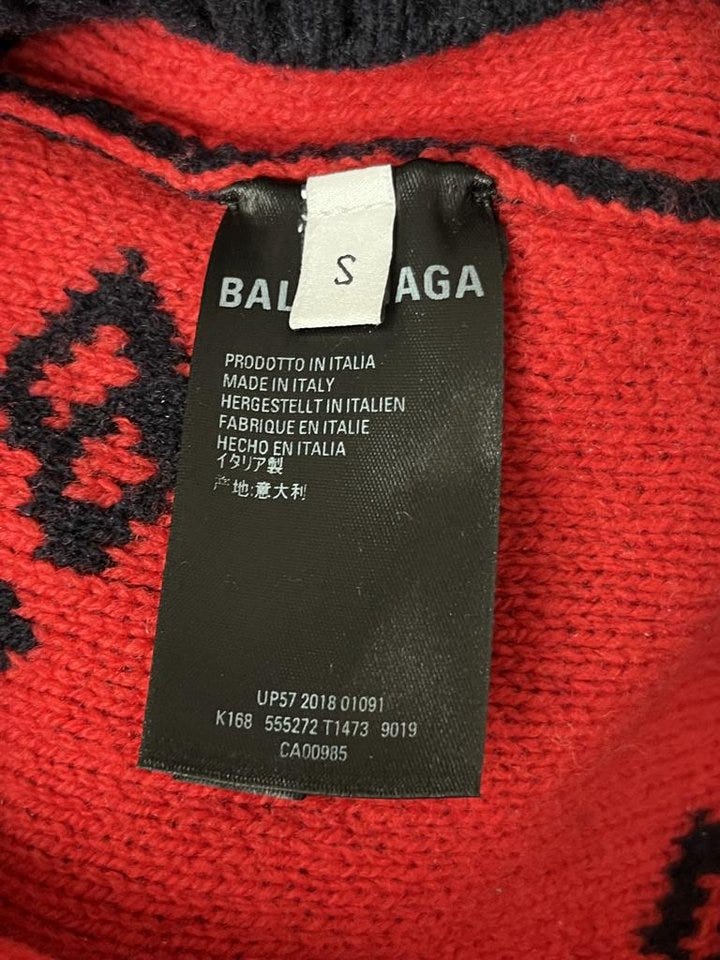 S
BAL AGA
PRODOTTO IN ITALIA
MADE IN ITALY
HERGESTELLT IN ITALIEN
FABRIQUE EN ITALIE
HECHO EN ITALIA
イタリア製
产地:意大利
UP57 2018 01091
K168 555272 T1473 9019
CA00985